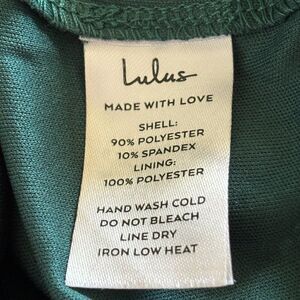 Lulus
MADE WITH LOVE
SHELL:
90% POLYESTER
10% SPANDEX
LINING:
100% POLYESTER
HAND WASH COLD
DO NOT BLEACH
LINE DRY
IRON LOW HEAT